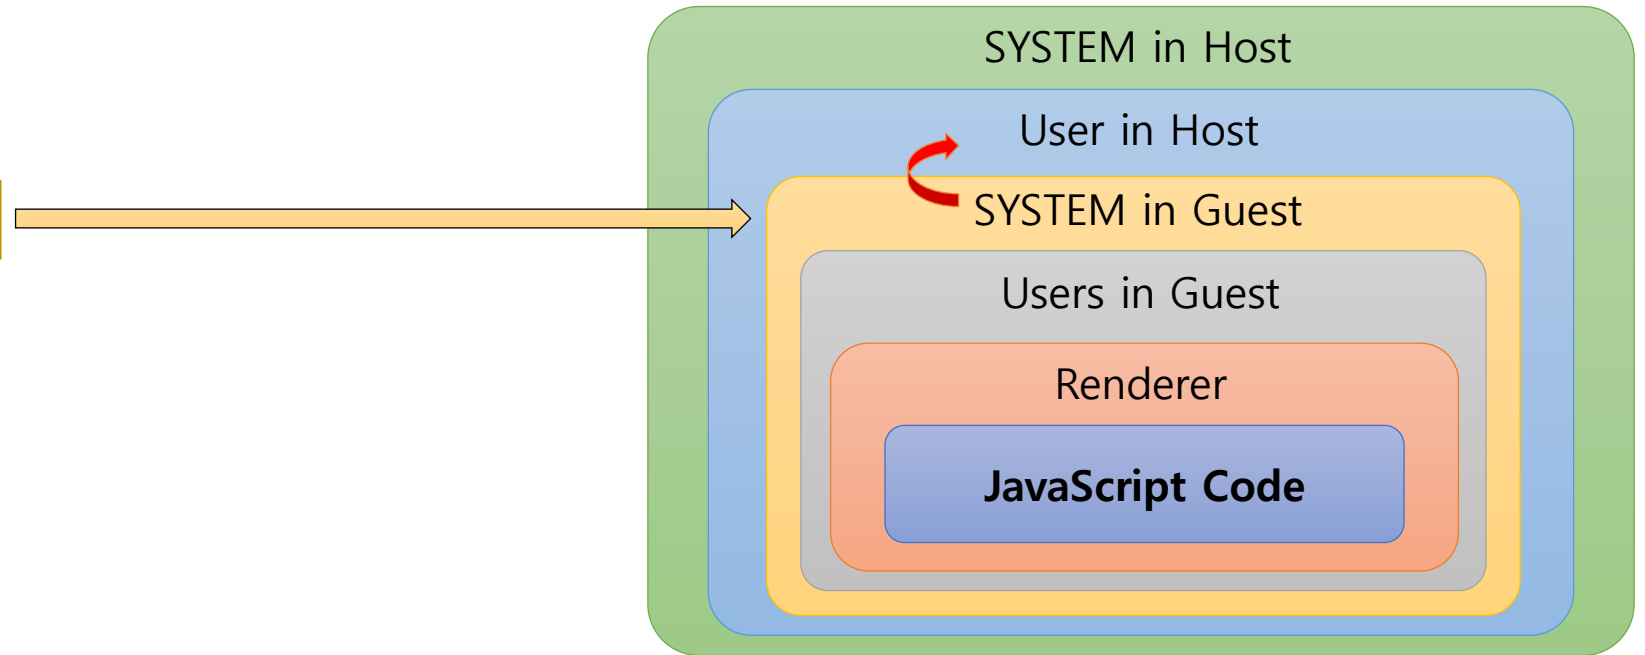 SYSTEM in Host
User in Host
SYSTEM in Guest
Users in Guest
Renderer
JavaScript Code